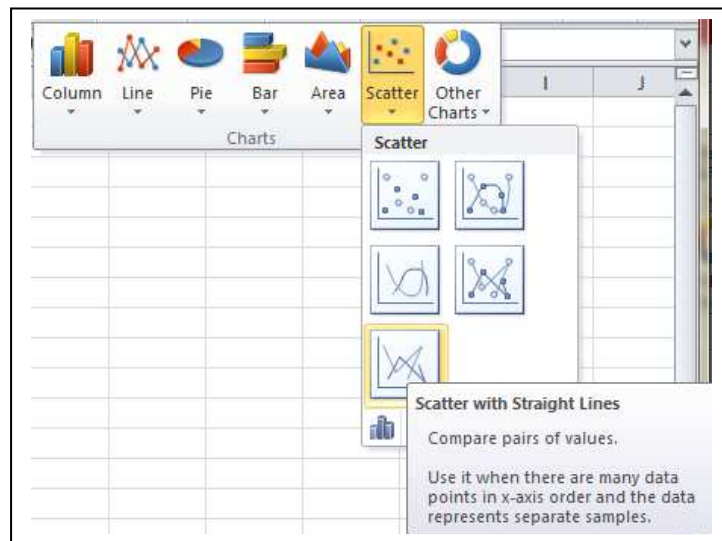 Column Line Pie Bar Area Scatter Other Charts
Charts
I J
Scatter
Scatter with Straight Lines
Compare pairs of values.
Use it when there are many data
points in x-axis order and the data
represents separate samples.